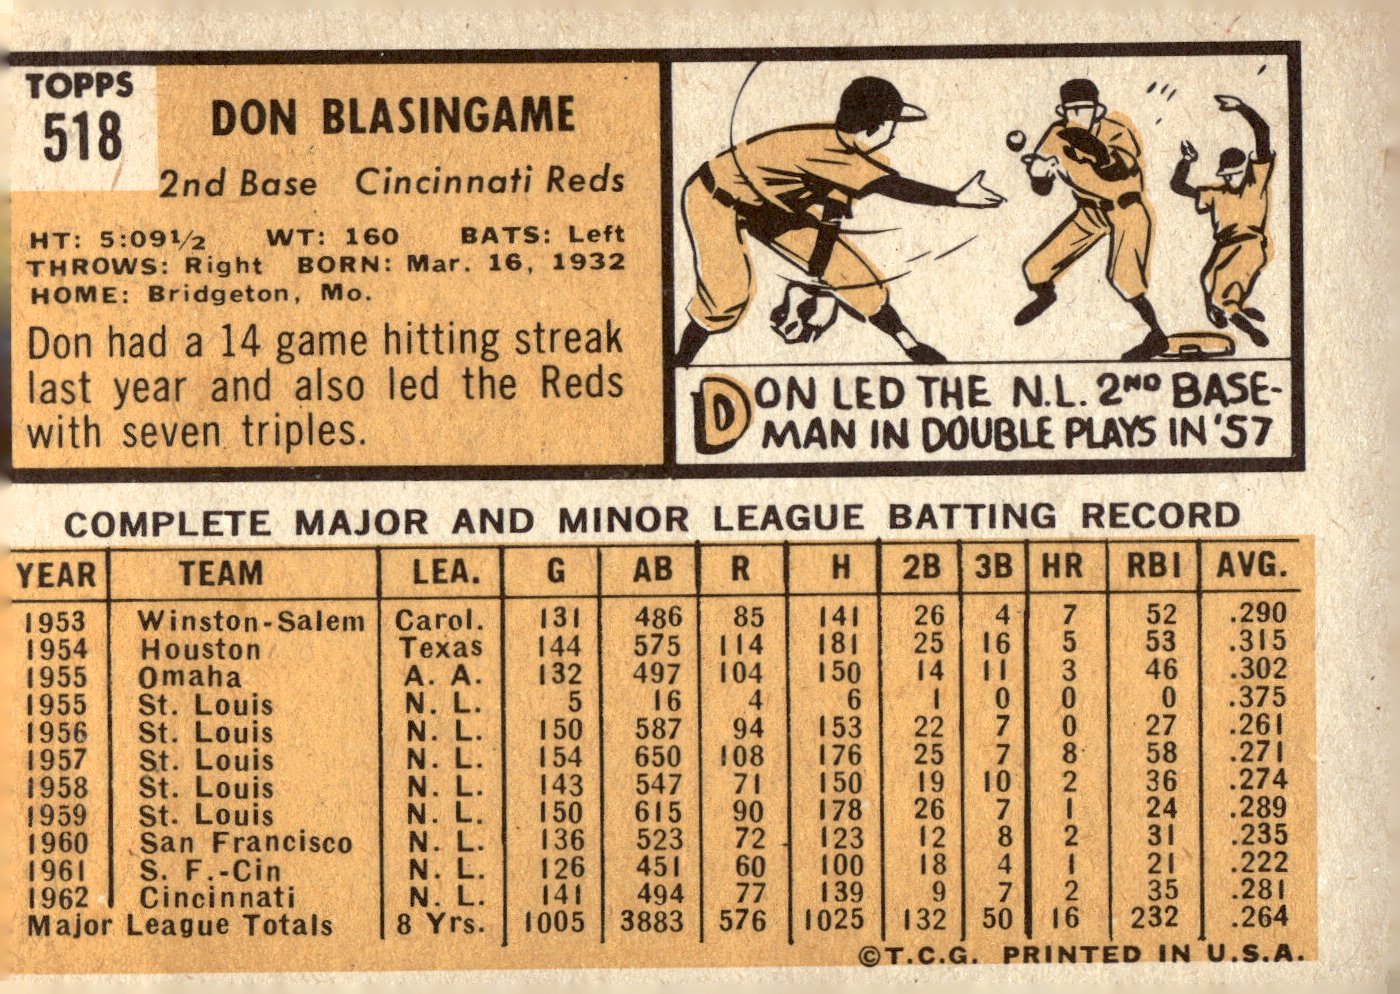 TOPPS
518
DON BLASINGAME
2nd Base Cincinnati Reds
HT: 5:09½ WT: 160 BATS: Left
THROWS: Right BORN: Mar. 16, 1932
HOME: Bridgeton, Mo.
Don had a 14 game hitting streak
last year and also led the Reds
with seven triples.
DON LED THE N.L. 2ND BASE-
MAN IN DOUBLE PLAYS IN '57
COMPLETE MAJOR AND MINOR LEAGUE BATTING RECORD
YEAR TEAM LEA. G AB R H 2B 3B HR RBI AVG.
1953 Winston-Salem Carol. 131 486 85 141 26 4 7 52 .290
1954 Houston Texas 144 575 114 181 25 16 5 53 .315
1955 Omaha A. A. 132 497 104 150 14 11 3 46 .302
1955 St. Louis N. L. 5 16 4 6 1 0 0 0 .375
1956 St. Louis N. L. 150 587 94 153 22 7 0 27 .261
1957 St. Louis N. L. 154 650 108 176 25 7 8 58 .271
1958 St. Louis N. L. 143 547 71 150 19 10 2 36 .274
1959 St. Louis N. L. 150 615 90 178 26 7 1 24 .289
1960 San Francisco N. L. 136 523 72 123 12 8 2 31 .235
1961 S. F.-Cin N. L. 126 451 60 100 18 4 1 21 .222
1962 Cincinnati N. L. 141 494 77 139 9 7 2 35 .281
Major League Totals 8 Yrs. 1005 3883 576 1025 132 50 16 232 .264
©T.C.G. PRINTED IN U.S.A.